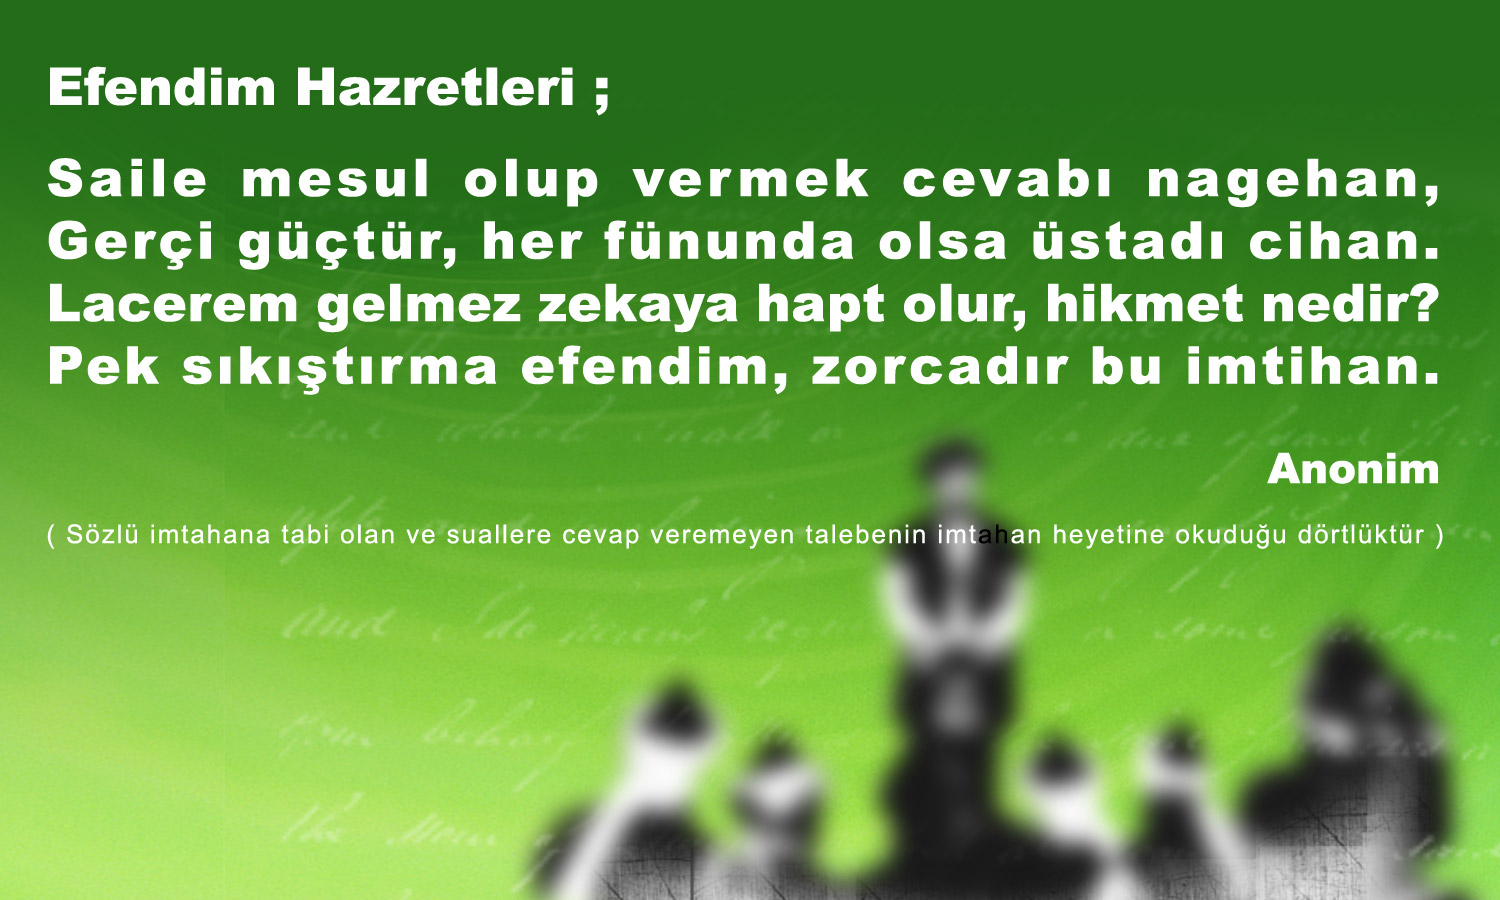 Efendim Hazretleri ;
Saile mesul olup vermek cevabı nagehan,
Gerçi güçtür, her fünunda olsa üstadı cihan.
Lacerem gelmez zekaya hapt olur, hikmet nedir?
Pek sıkıştırma efendim, zorcadır bu imtihan.
Anonim
( Sözlü imtahana tabi olan ve suallere cevap veremeyen talebenin imtahan heyetine okuduğu dörtlüktür )